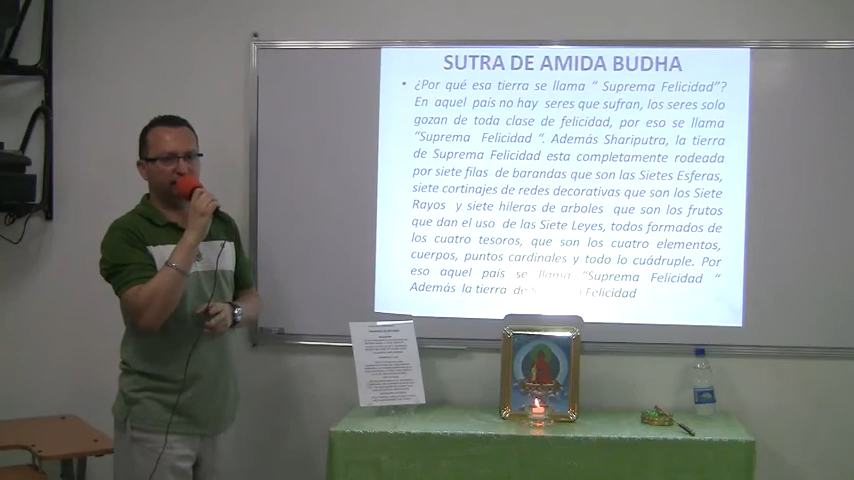 SUTRA DE AMIDA BUDHA
• ¿Por qué esa tierra se llama “ Suprema Felicidad”?
En aquel país no hay seres que sufran, los seres solo
gozan de toda clase de felicidad, por eso se llama
“Suprema Felicidad “. Además Shariputra, la tierra
de Suprema Felicidad esta completamente rodeada
por siete filas de barandas que son las Sietes Esferas,
siete cortinajes de redes decorativas que son los Siete
Rayos y siete hileras de arboles que son los frutos
que dan el uso de las Siete Leyes, todos formados de
los cuatro tesoros, que son los cuatro elementos,
cuerpos, puntos cardinales y todo lo cuádruple. Por
eso aquel país se llama “Suprema Felicidad “
Además la tierra de Felicidad